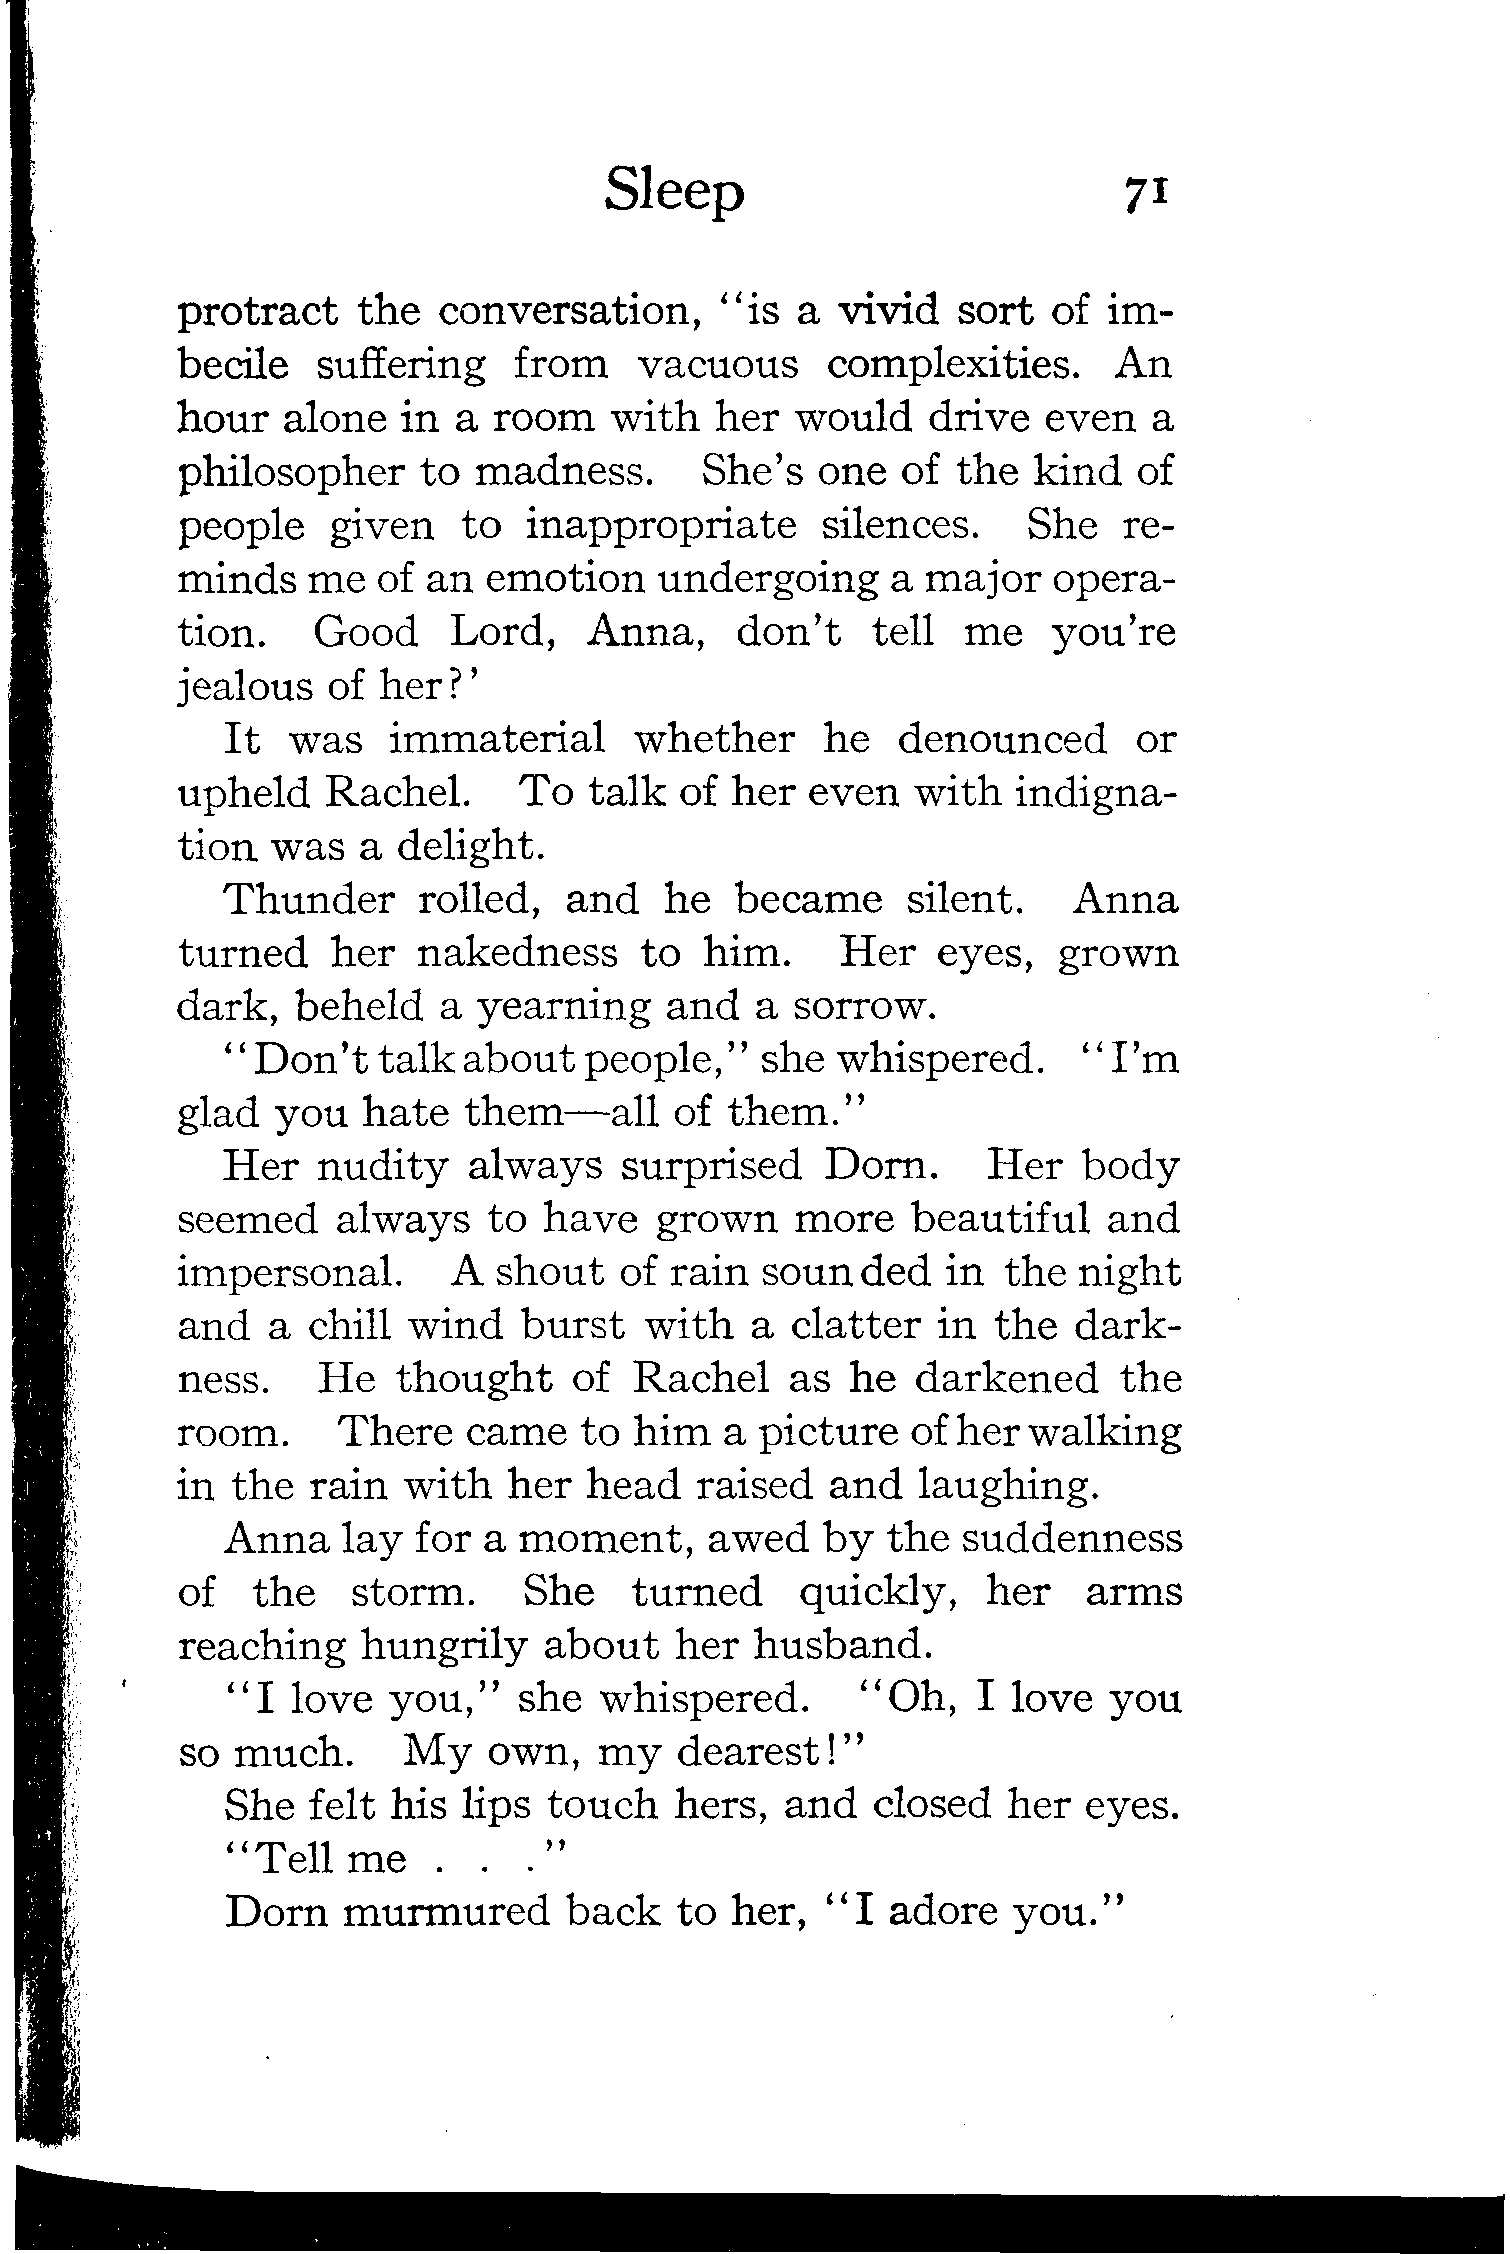 Sleep 71
protract the conversation, "is a vivid sort of im-
becile suffering from vacuous complexities. An
hour alone in a room with her would drive even a
philosopher to madness. She's one of the kind of
people given to inappropriate silences. She re-
minds me of an emotion undergoing a major opera-
tion. Good Lord, Anna, don't tell me you're
jealous of her?'
It was immaterial whether he denounced or
upheld Rachel. To talk of her even with indigna-
tion was a delight.
Thunder rolled, and he became silent. Anna
turned her nakedness to him. Her eyes, grown
dark, beheld a yearning and a sorrow.
"Don't talk about people," she whispered. "I'm
glad you hate them—all of them."
Her nudity always surprised Dorn. Her body
seemed always to have grown more beautiful and
impersonal. A shout of rain sounded in the night
and a chill wind burst with a clatter in the dark-
ness. He thought of Rachel as he darkened the
room. There came to him a picture of her walking
in the rain with her head raised and laughing.
Anna lay for a moment, awed by the suddenness
of the storm. She turned quickly, her arms
reaching hungrily about her husband.
"I love you," she whispered. "Oh, I love you
so much. My own, my dearest!"
She felt his lips touch hers, and closed her eyes.
"Tell me . . ."
Dorn murmured back to her, "I adore you."